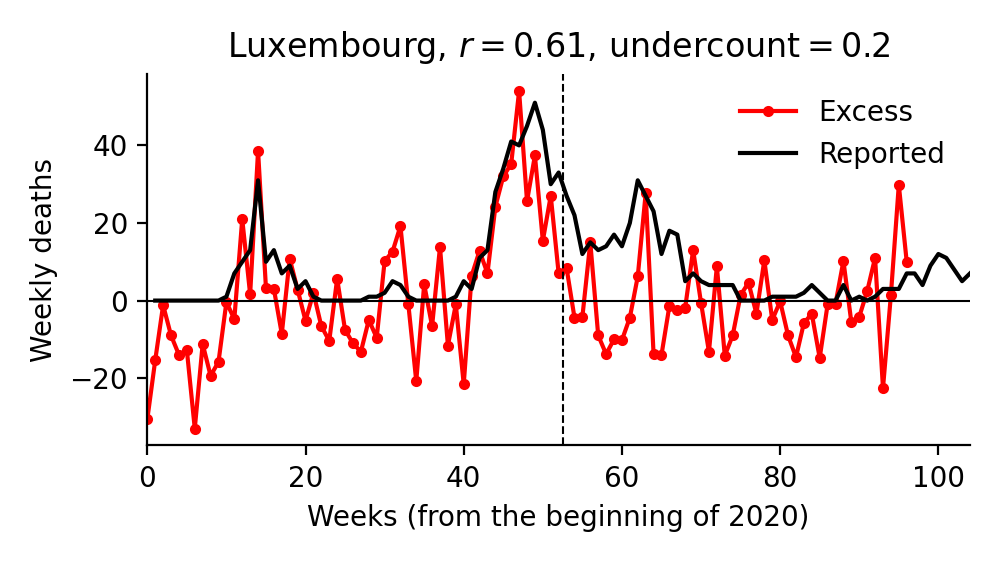 Luxembourg, r = 0.61, undercount = 0.2
Excess
Reported
Weekly deaths
40
20
0
−20
0 20 40 60 80 100
Weeks (from the beginning of 2020)